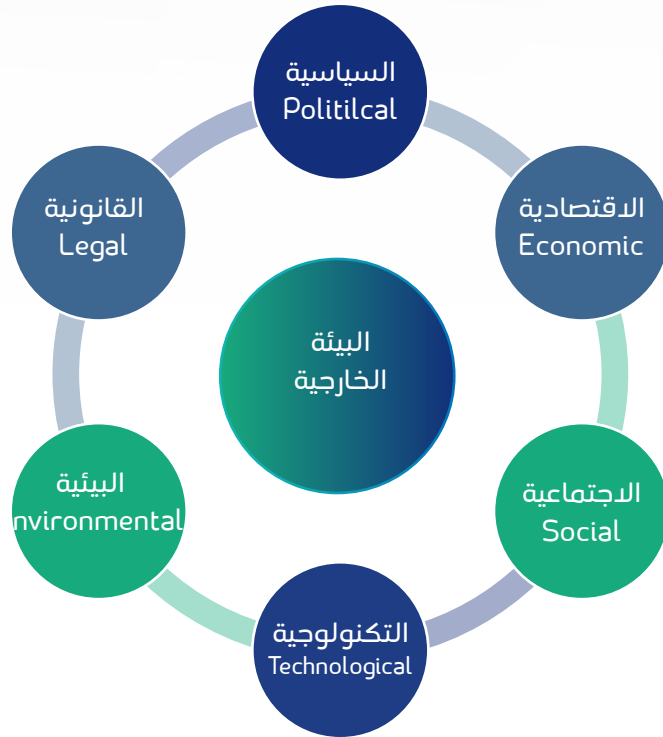 السياسية
Politilcal
الاقتصادية
Economic
الاجتماعية
Social
التكنولوجية
Technological
البيئية
nvironmental
القانونية
Legal
البيئة
الخارجية